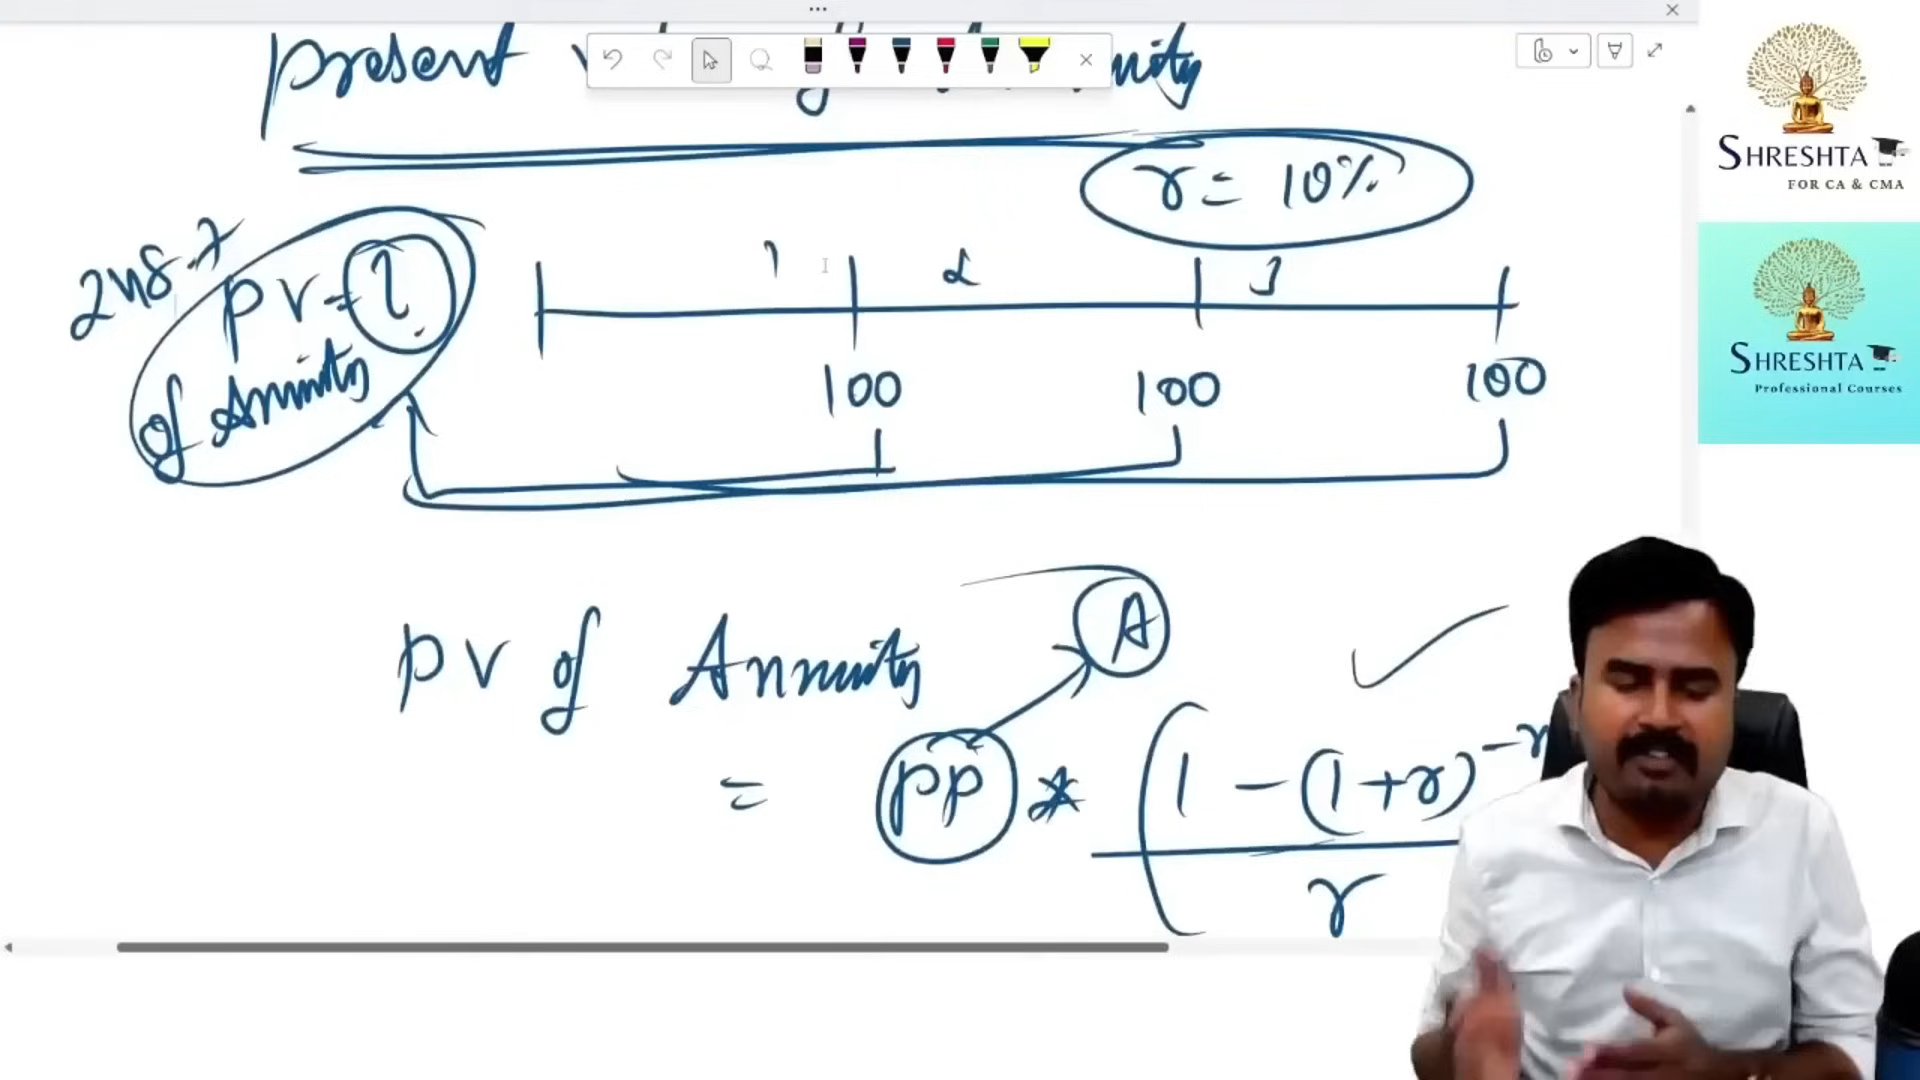 present
r = 10%
248.7
PV = ?
of Annuity
1 2 3
100 100 100
PV of Annuity
A
= PP * (1 - (1+r)^-n
r
SHRESHTA
FOR CA & CMA
SHRESHTA
Professional Courses